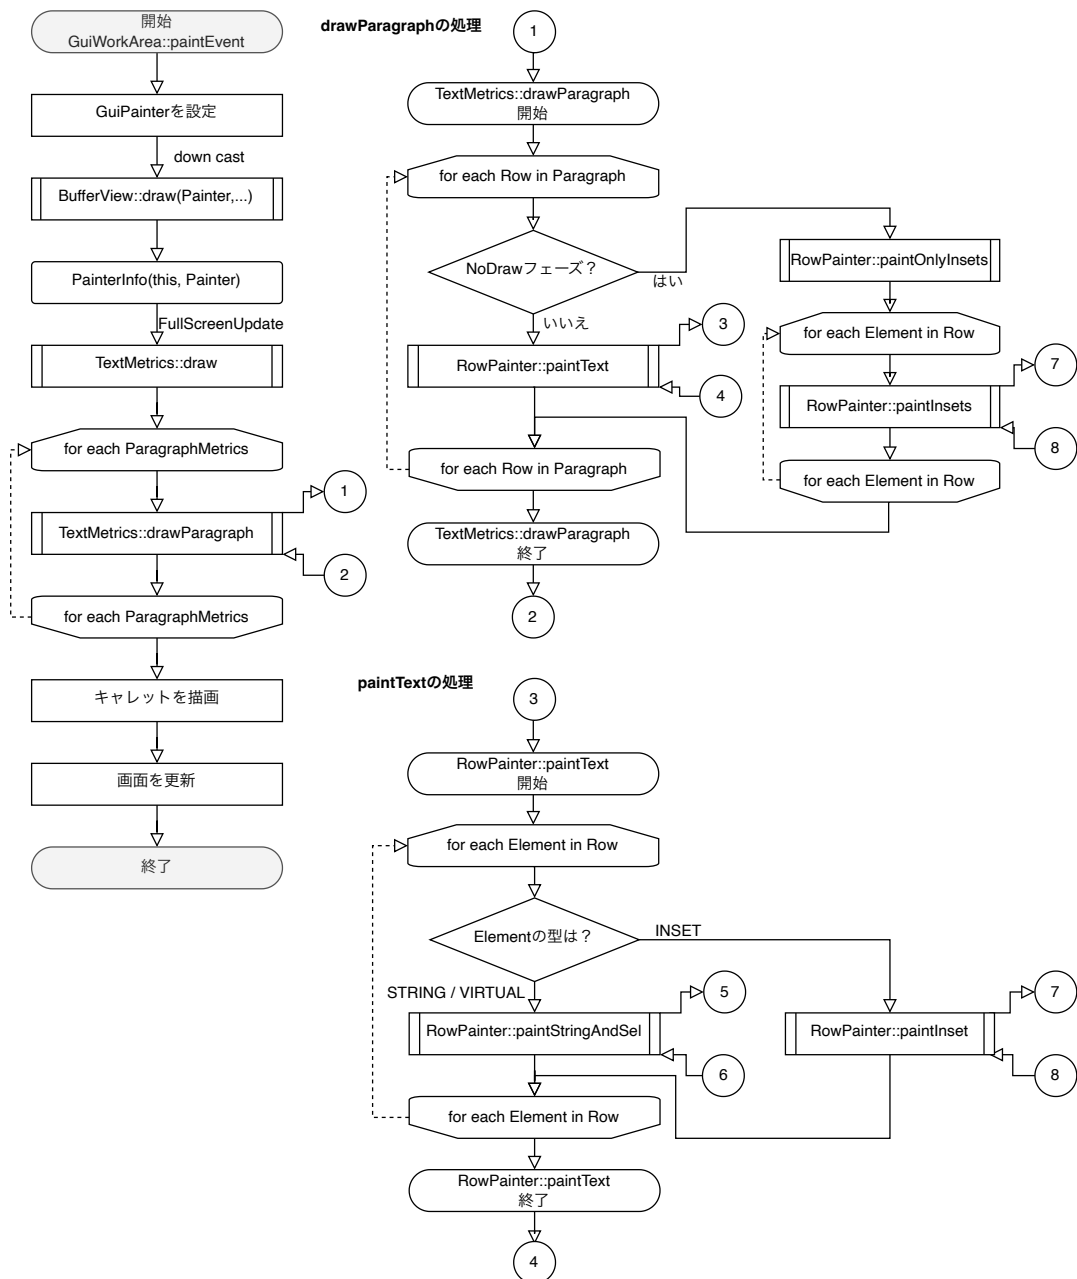 開始
GuiWorkArea::paintEvent
GuiPainterを設定
down cast
BufferView::draw(Painter,...)
PainterInfo(this, Painter)
FullScreenUpdate
TextMetrics::draw
for each ParagraphMetrics
1
TextMetrics::drawParagraph
2
for each ParagraphMetrics
キャレットを描画
画面を更新
終了
drawParagraphの処理
1
TextMetrics::drawParagraph
開始
for each Row in Paragraph
NoDrawフェーズ？
はい
いいえ
RowPainter::paintText
3
4
for each Row in Paragraph
TextMetrics::drawParagraph
終了
2
RowPainter::paintOnlyInsets
for each Element in Row
7
RowPainter::paintInsets
8
for each Element in Row
paintTextの処理
3
RowPainter::paintText
開始
for each Element in Row
Elementの型は？
INSET
STRING / VIRTUAL
5
RowPainter::paintStringAndSel
6
7
RowPainter::paintInset
8
for each Element in Row
RowPainter::paintText
終了
4